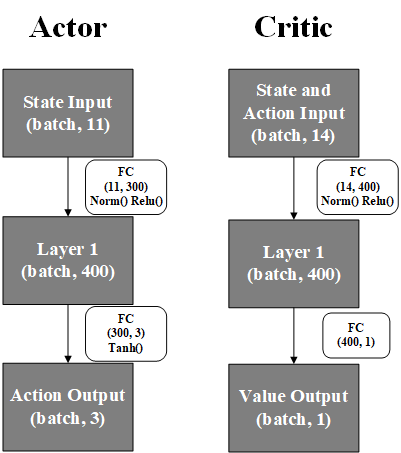 Actor
State Input
(batch, 11)
FC
(11, 300)
Norm() Relu()
Layer 1
(batch, 400)
FC
(300, 3)
Tanh()
Action Output
(batch, 3)
Critic
State and
Action Input
(batch, 14)
FC
(14, 400)
Norm() Relu()
Layer 1
(batch, 400)
FC
(400, 1)
Value Output
(batch, 1)